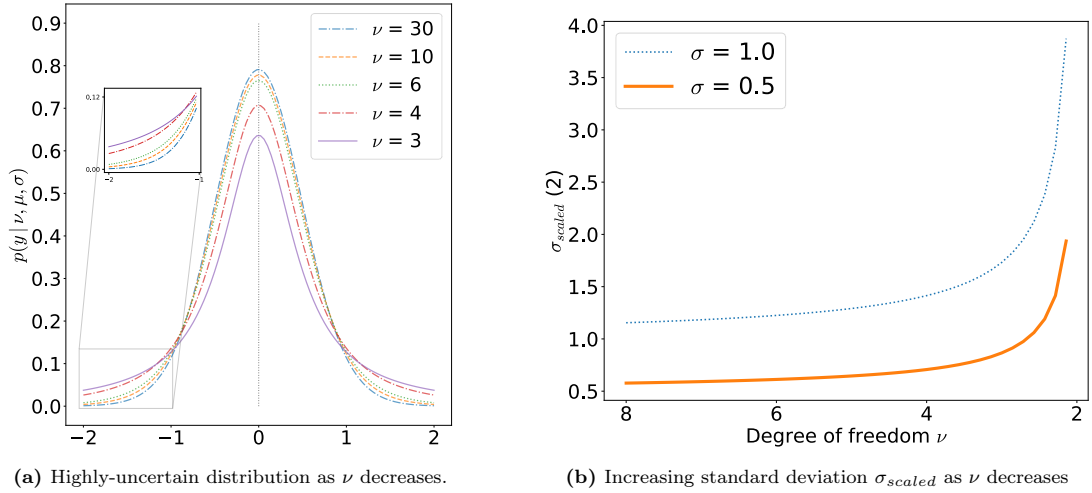 0.9
0.8
0.7
0.6
0.5
0.4
0.3
0.2
0.1
0.0
p(y | ν, μ, σ)
−2
−1
0
1
2
ν = 30
ν = 10
ν = 6
ν = 4
ν = 3
0.12
0.00
−2
−1
(a) Highly-uncertain distribution as ν decreases.
4.0
3.5
3.0
2.5
2.0
1.5
1.0
0.5
σscaled (2)
σ = 1.0
σ = 0.5
8
6
4
2
Degree of freedom ν
(b) Increasing standard deviation σscaled as ν decreases